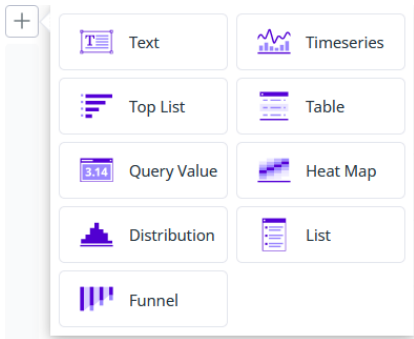 Text
Timeseries
Top List
Table
3.14
Query Value
Heat Map
Distribution
List
Funnel